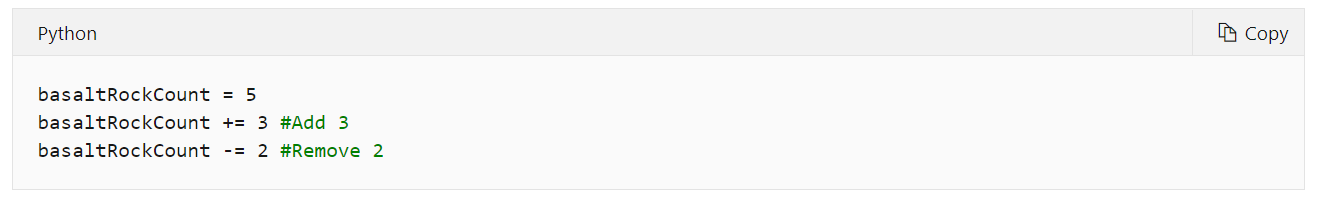 Python
Copy
basaltRockCount = 5
basaltRockCount += 3 #Add 3
basaltRockCount -= 2 #Remove 2